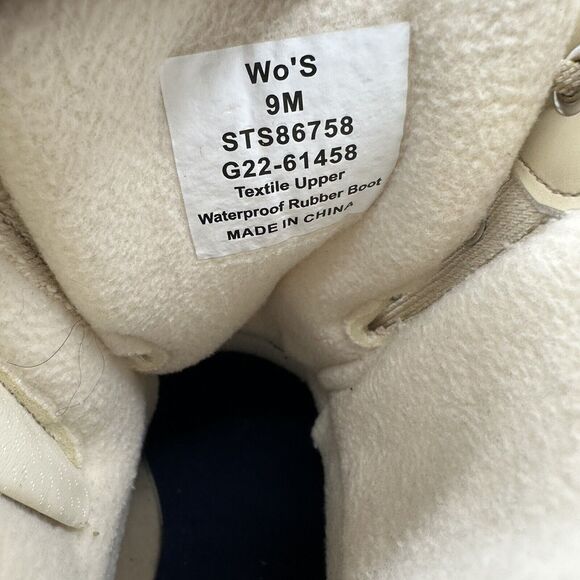 Wo'S
9M
STS86758
G22-61458
Textile Upper
Waterproof Rubber Boot
MADE IN CHINA